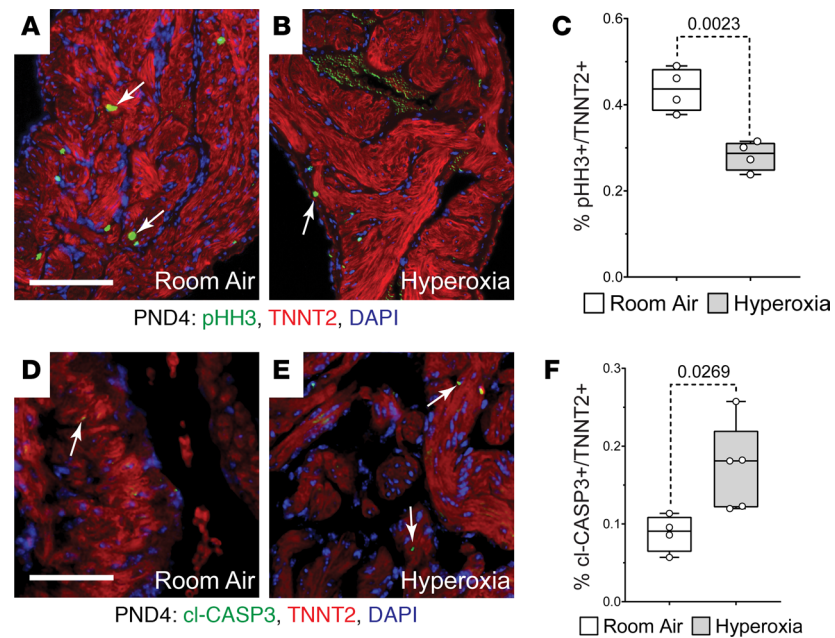 A
Room Air
B
Hyperoxia
PND4: pHH3, TNNT2, DAPI
C
0.0023
% pHH3+/TNNT2+
0.6
0.4
0.2
0.0
Room Air Hyperoxia
D
Room Air
E
Hyperoxia
PND4: cl-CASP3, TNNT2, DAPI
F
0.0269
% cl-CASP3+/TNNT2+
0.3
0.2
0.1
0.0
Room Air Hyperoxia